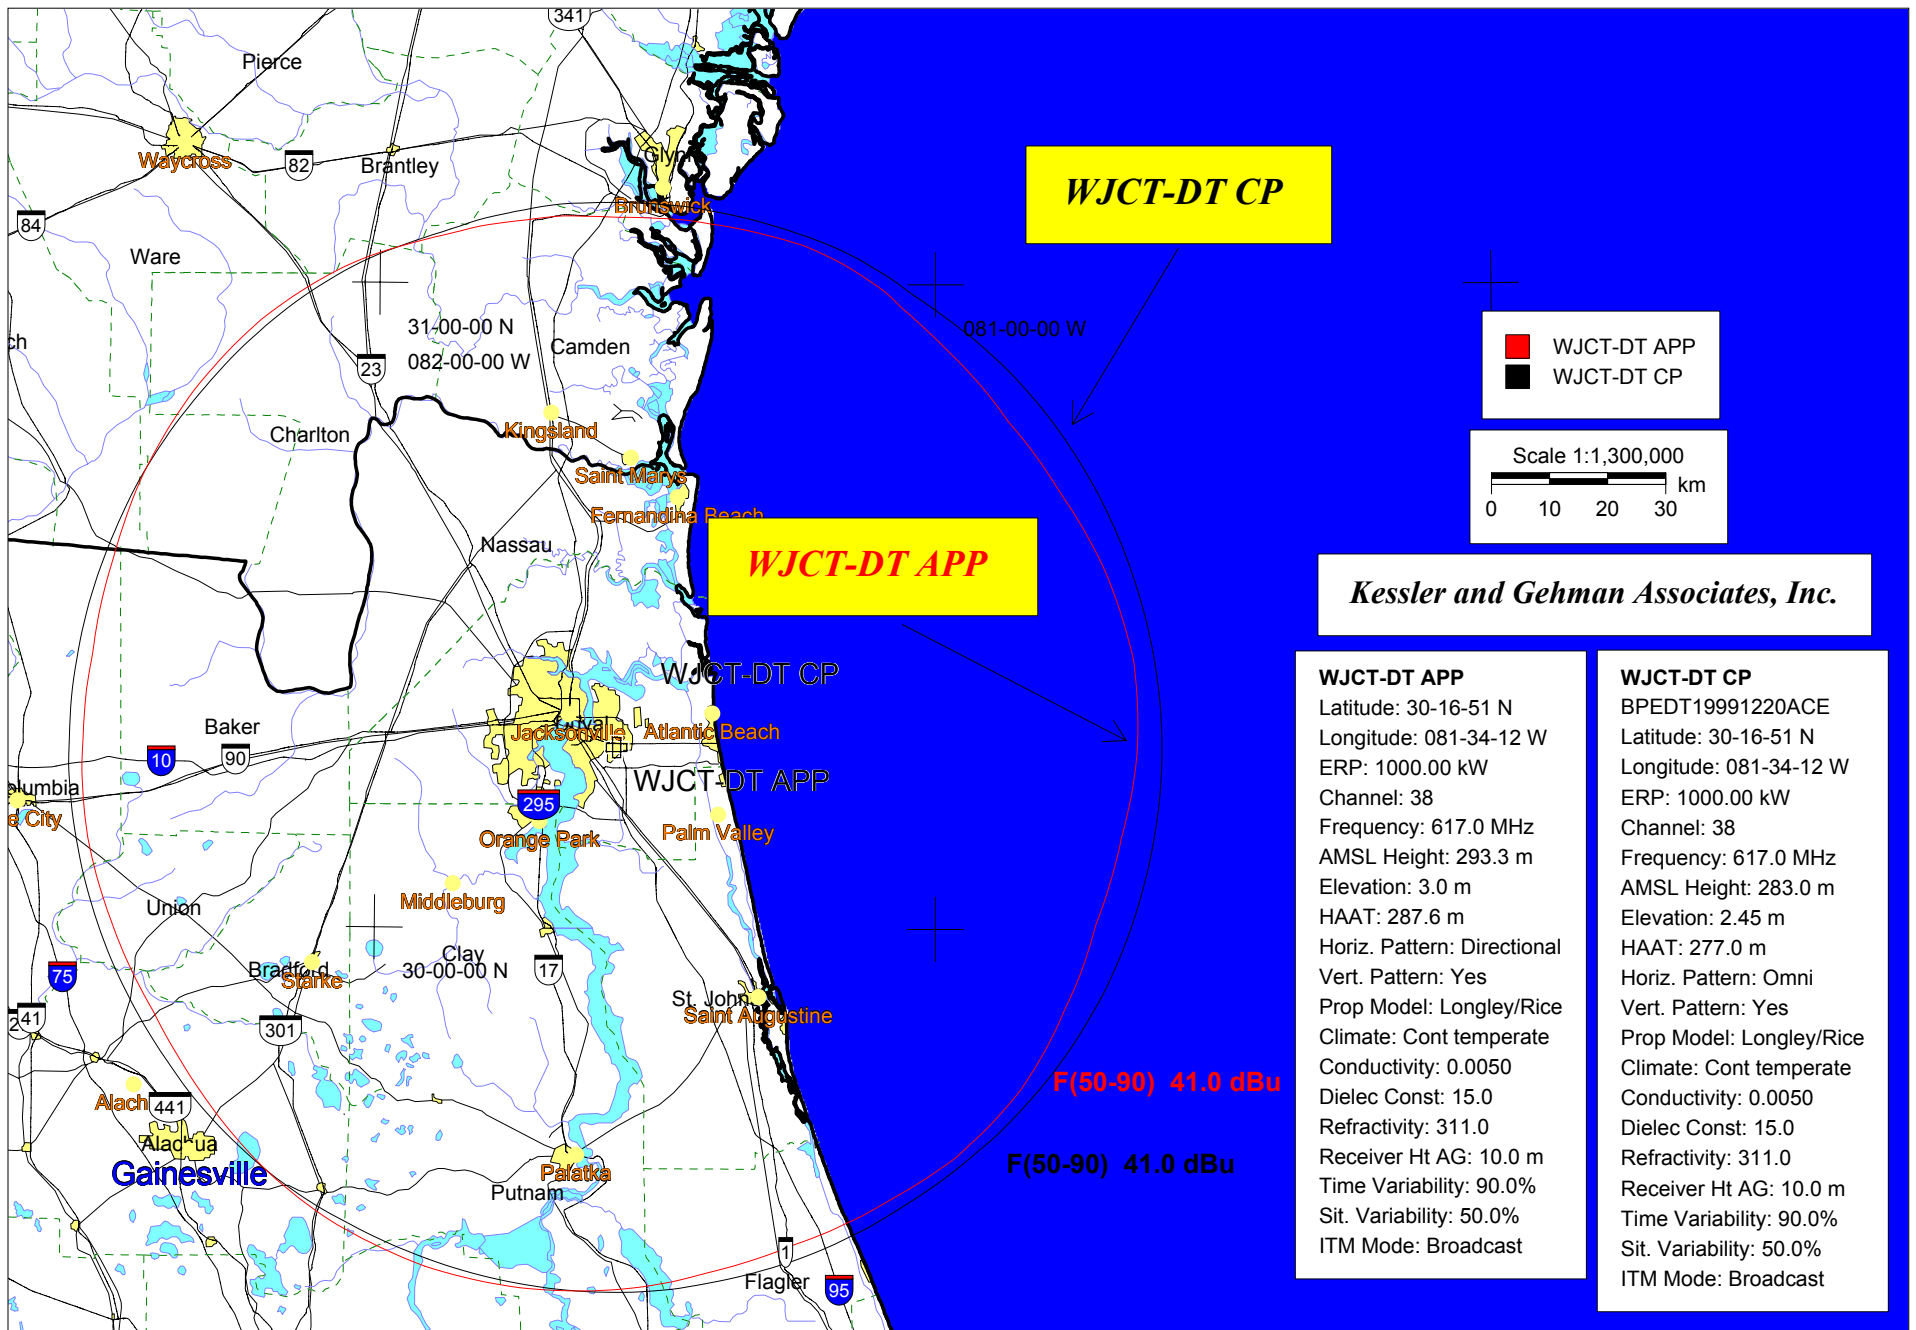 341
Pierce
Waycross
82
Brantley
Glynn
Brunswick
84
Ware
WJCT-DT CP
31-00-00 N
082-00-00 W
081-00-00 W
Camden
23
ch
Charlton
Kingsland
Saint Marys
Fernandina Beach
Nassau
WJCT-DT APP
WJCT-DT APP
WJCT-DT CP
Scale 1:1,300,000
km
0 10 20 30
Kessler and Gehman Associates, Inc.
WJCT-DT CP
Baker
Duval
Jacksonville
Atlantic Beach
10
90
WJCT-DT APP
olumbia
e City
295
Orange Park
Palm Valley
Middleburg
Union
Clay
30-00-00 N
Bradford
Starke
75
17
St. John
Saint Augustine
2
41
301
Alach
441
Alachua
Gainesville
Palatka
Putnam
F(50-90) 41.0 dBu
F(50-90) 41.0 dBu
1
Flagler
95
WJCT-DT APP
Latitude: 30-16-51 N
Longitude: 081-34-12 W
ERP: 1000.00 kW
Channel: 38
Frequency: 617.0 MHz
AMSL Height: 293.3 m
Elevation: 3.0 m
HAAT: 287.6 m
Horiz. Pattern: Directional
Vert. Pattern: Yes
Prop Model: Longley/Rice
Climate: Cont temperate
Conductivity: 0.0050
Dielec Const: 15.0
Refractivity: 311.0
Receiver Ht AG: 10.0 m
Time Variability: 90.0%
Sit. Variability: 50.0%
ITM Mode: Broadcast
WJCT-DT CP
BPEDT19991220ACE
Latitude: 30-16-51 N
Longitude: 081-34-12 W
ERP: 1000.00 kW
Channel: 38
Frequency: 617.0 MHz
AMSL Height: 283.0 m
Elevation: 2.45 m
HAAT: 277.0 m
Horiz. Pattern: Omni
Vert. Pattern: Yes
Prop Model: Longley/Rice
Climate: Cont temperate
Conductivity: 0.0050
Dielec Const: 15.0
Refractivity: 311.0
Receiver Ht AG: 10.0 m
Time Variability: 90.0%
Sit. Variability: 50.0%
ITM Mode: Broadcast